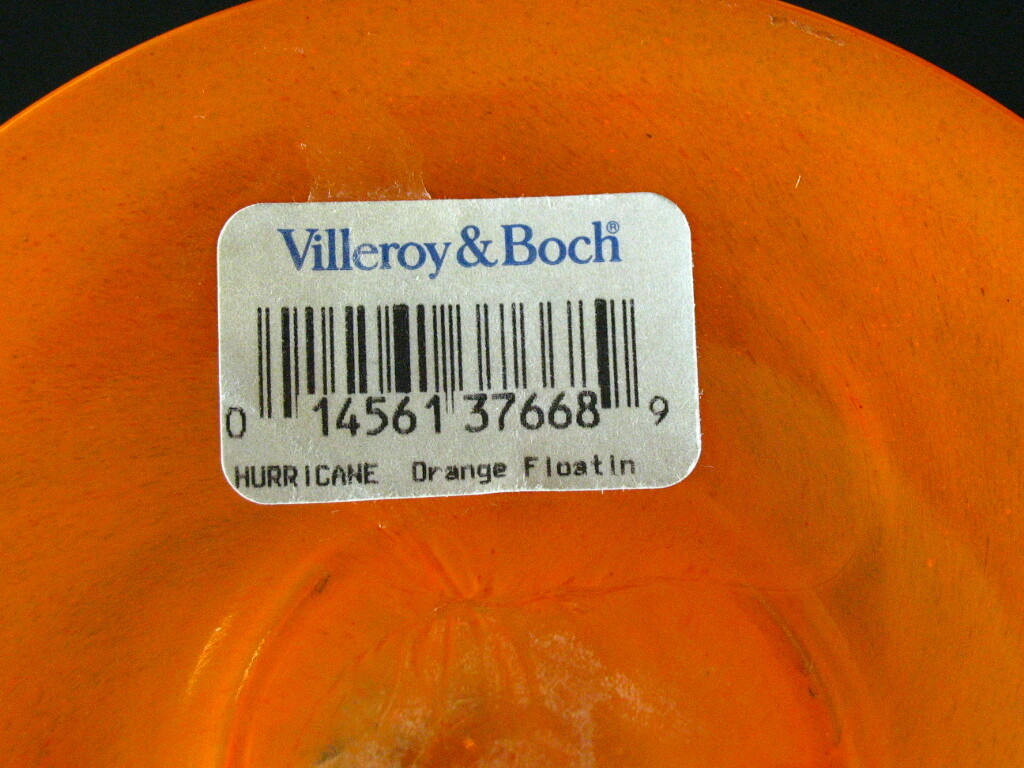 Villeroy & Boch®
0 14561 37668 9
HURRICANE Orange Floatin